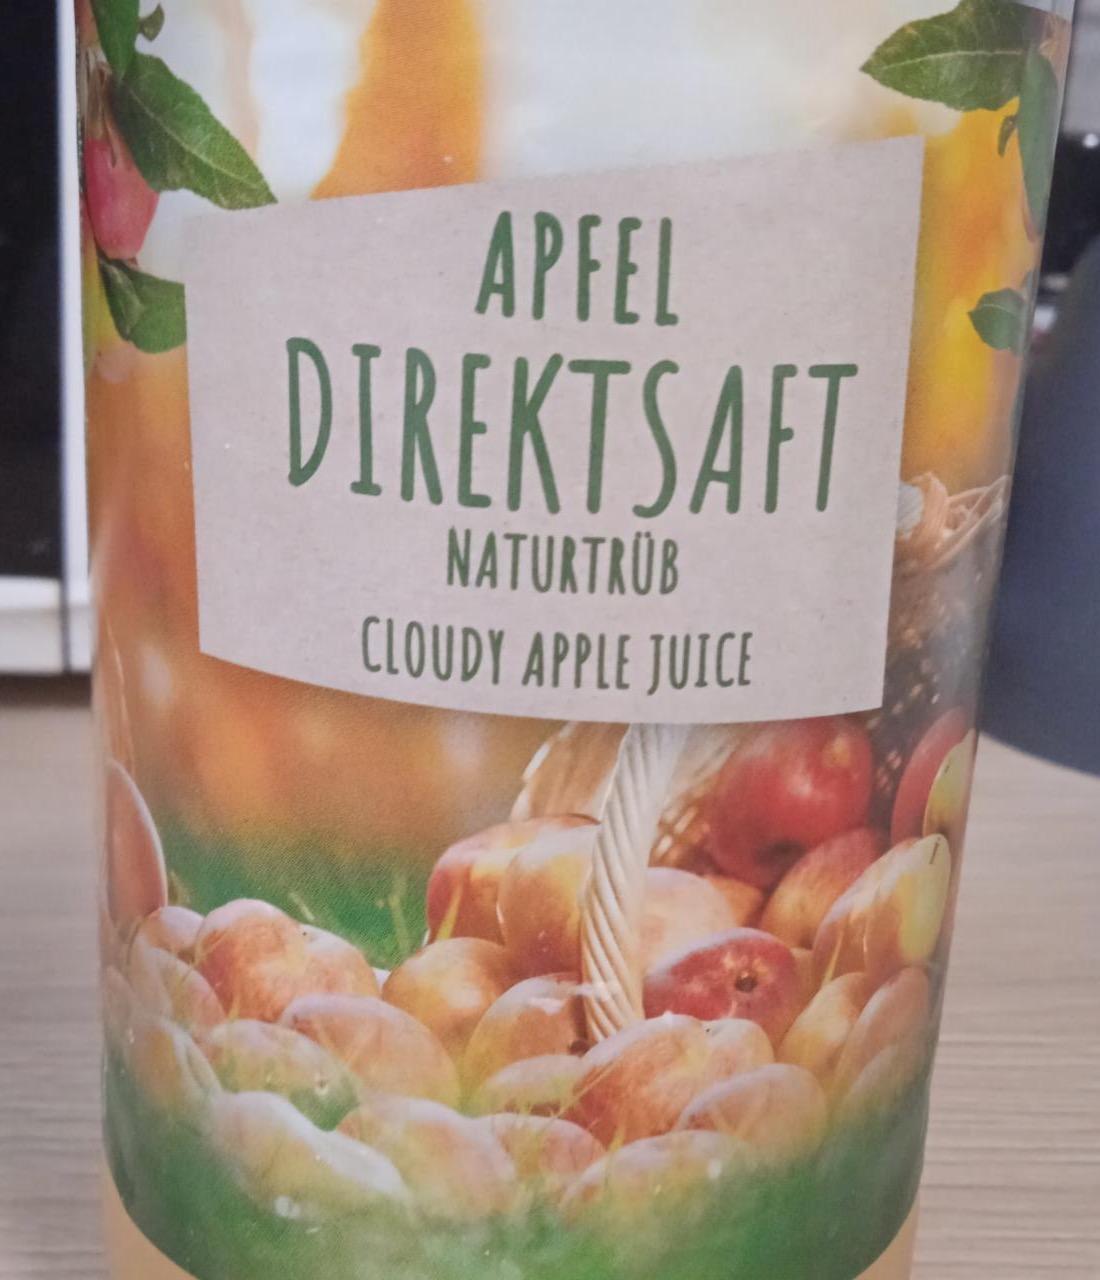 APFEL
DIREKTSAFT
NATURTRÜB
CLOUDY APPLE JUICE